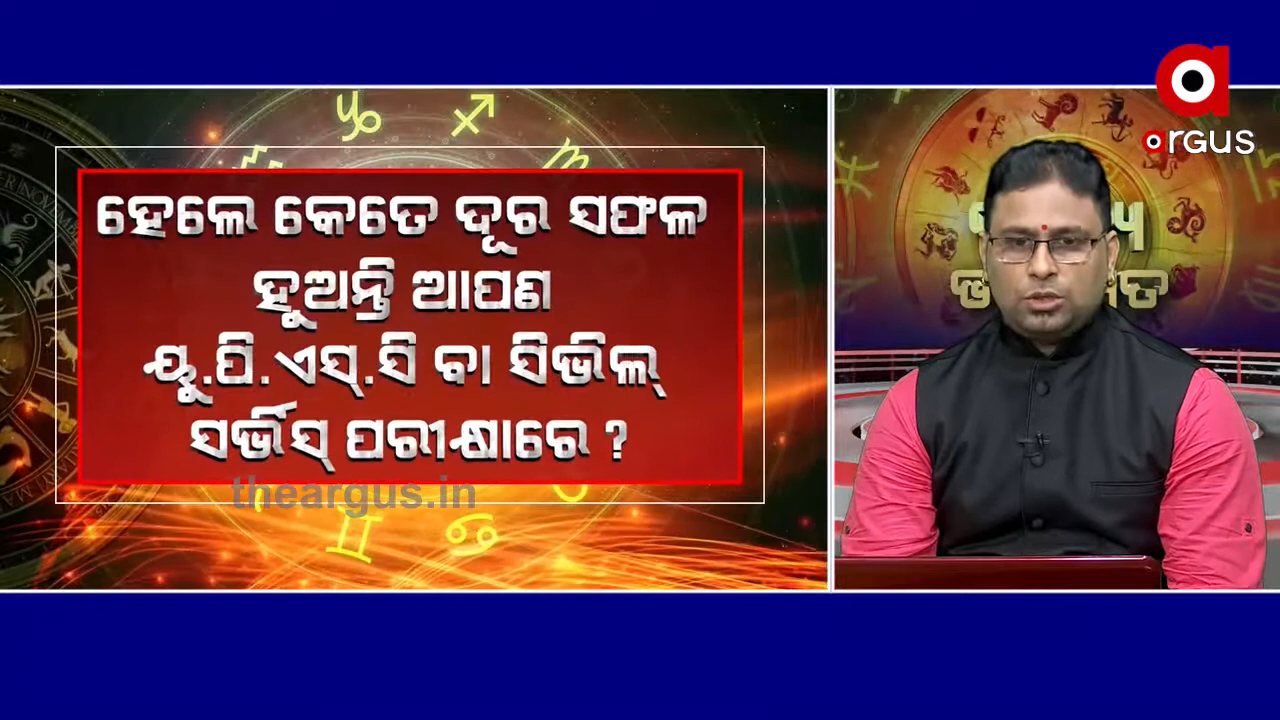 ହେଲେ କେତେ ଦୂର ସଫଳ
ହୁଅନ୍ତି ଆପଣ
ୟୁ.ପି.ଏସ୍.ସି ବା ସିଭିଲ୍
ସର୍ଭିସ୍ ପରୀକ୍ଷାରେ ?
theargus.in
argus